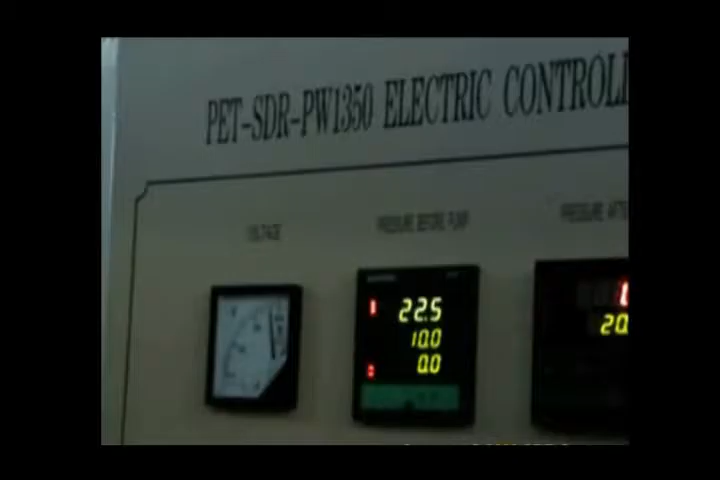 PET-SDR-PW1350 ELECTRIC CONTROLL
VOLTAGE
PRESSURE BEFORE PUMP
PRESSURE AFTE
22.5
10.0
0.0
20.